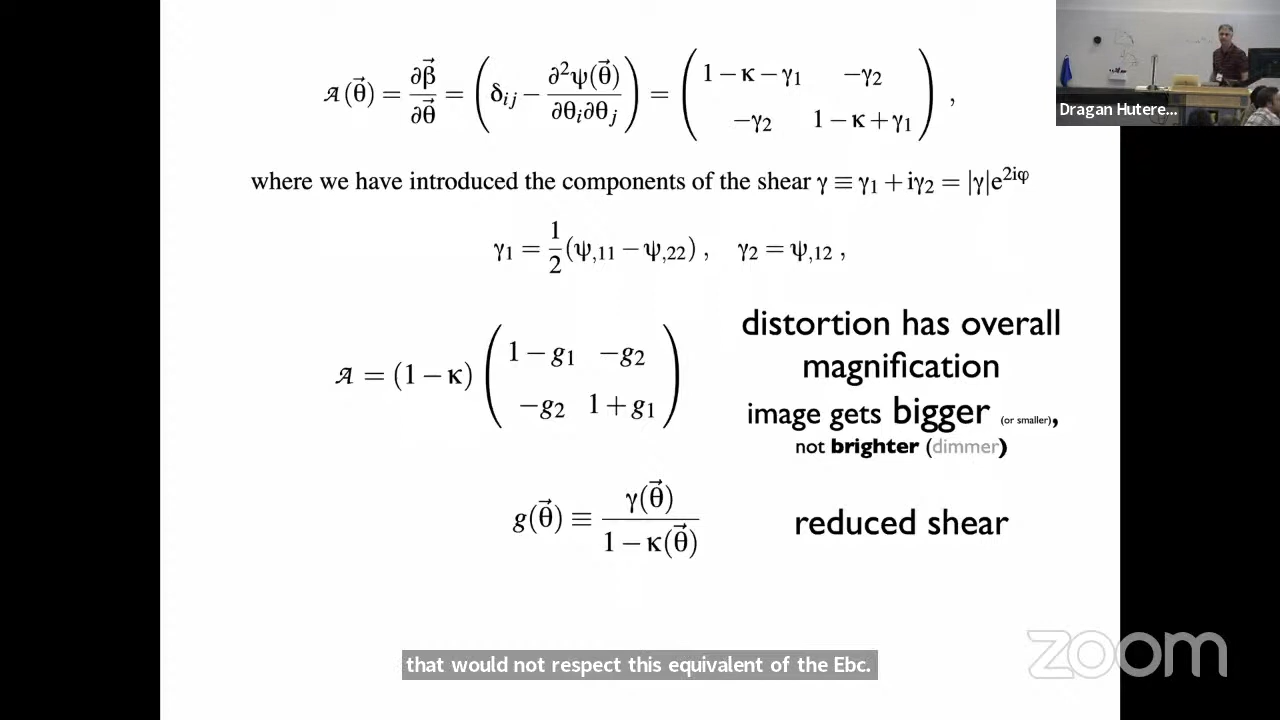 𝒜(θ⃗) = ∂β⃗/∂θ⃗ = (δ_ij − ∂²ψ(θ⃗)/∂θ_i∂θ_j) = (1−κ−γ₁  −γ₂ ; −γ₂  1−κ+γ₁) ,
Dragan Hutere...
where we have introduced the components of the shear γ ≡ γ₁ + iγ₂ = |γ|e^{2iφ}
γ₁ = 1/2 (ψ,₁₁ − ψ,₂₂) ,  γ₂ = ψ,₁₂ ,
𝒜 = (1−κ) (1−g₁  −g₂ ; −g₂  1+g₁)
distortion has overall
magnification
image gets bigger (or smaller),
not brighter (dimmer)
g(θ⃗) ≡ γ(θ⃗)/(1−κ(θ⃗))
reduced shear
that would not respect this equivalent of the Ebc.
zoom